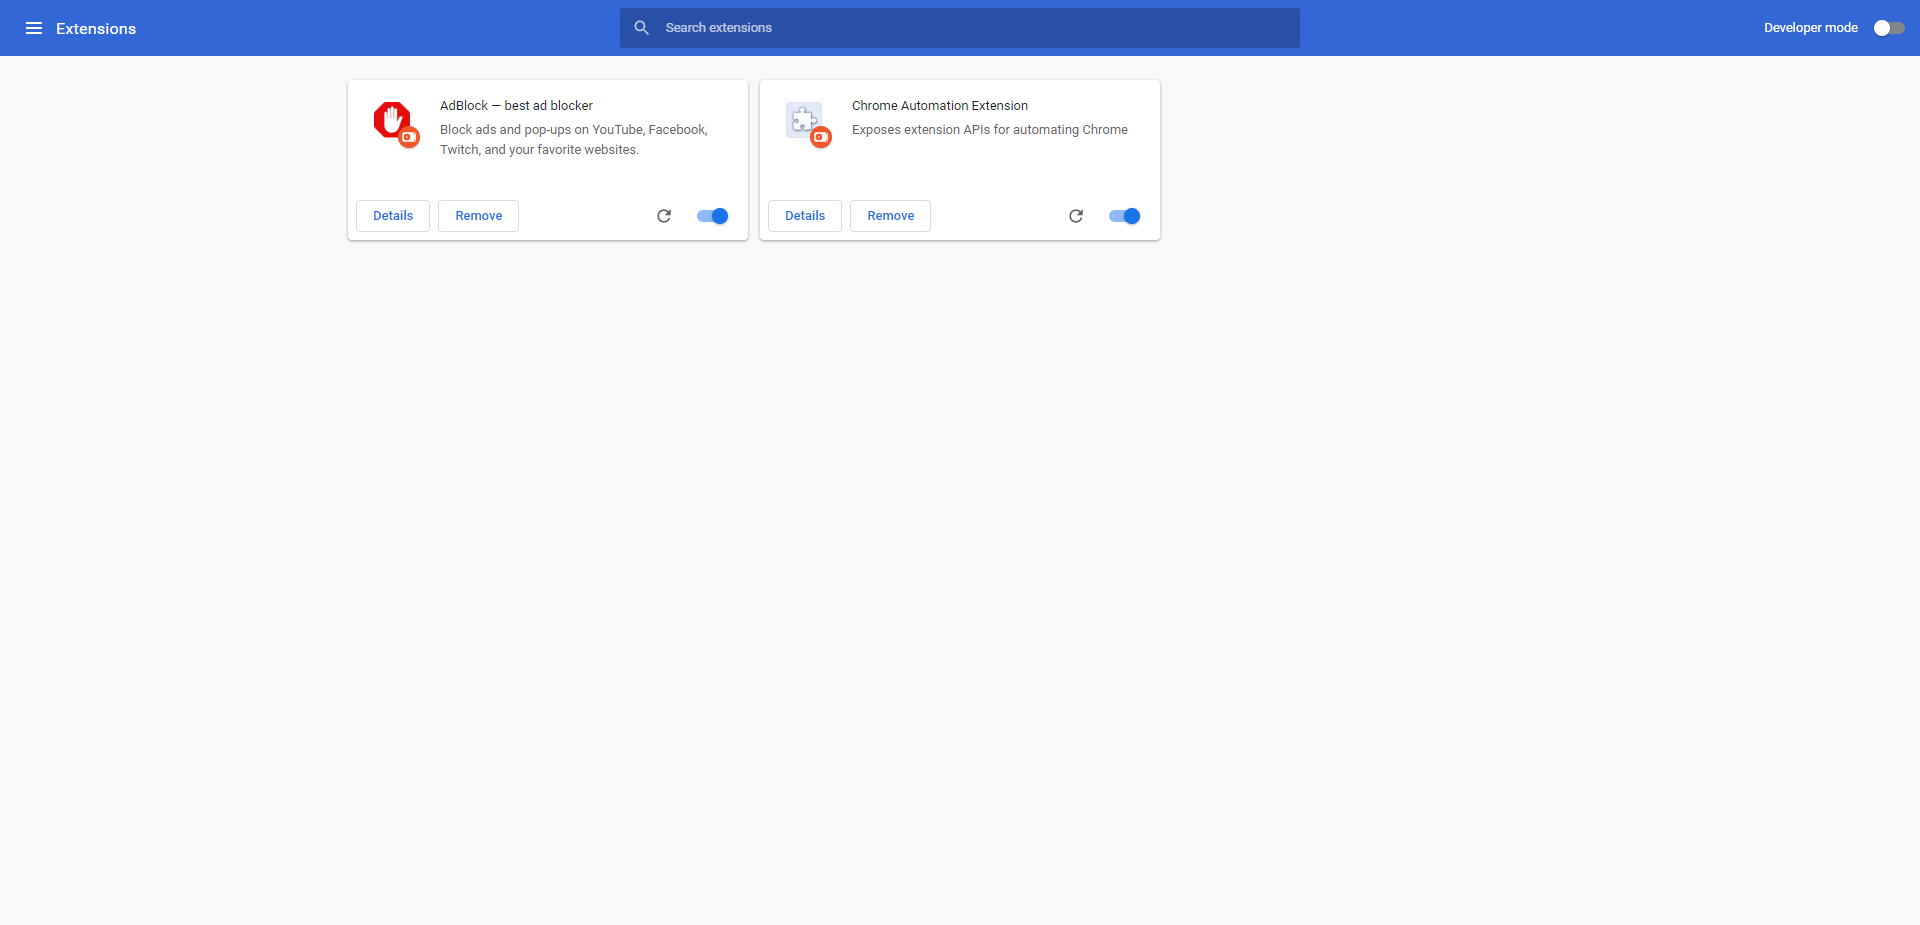 Extensions
Search extensions
Developer mode
AdBlock — best ad blocker
Block ads and pop-ups on YouTube, Facebook,
Twitch, and your favorite websites.
Details
Remove
Chrome Automation Extension
Exposes extension APIs for automating Chrome
Details
Remove